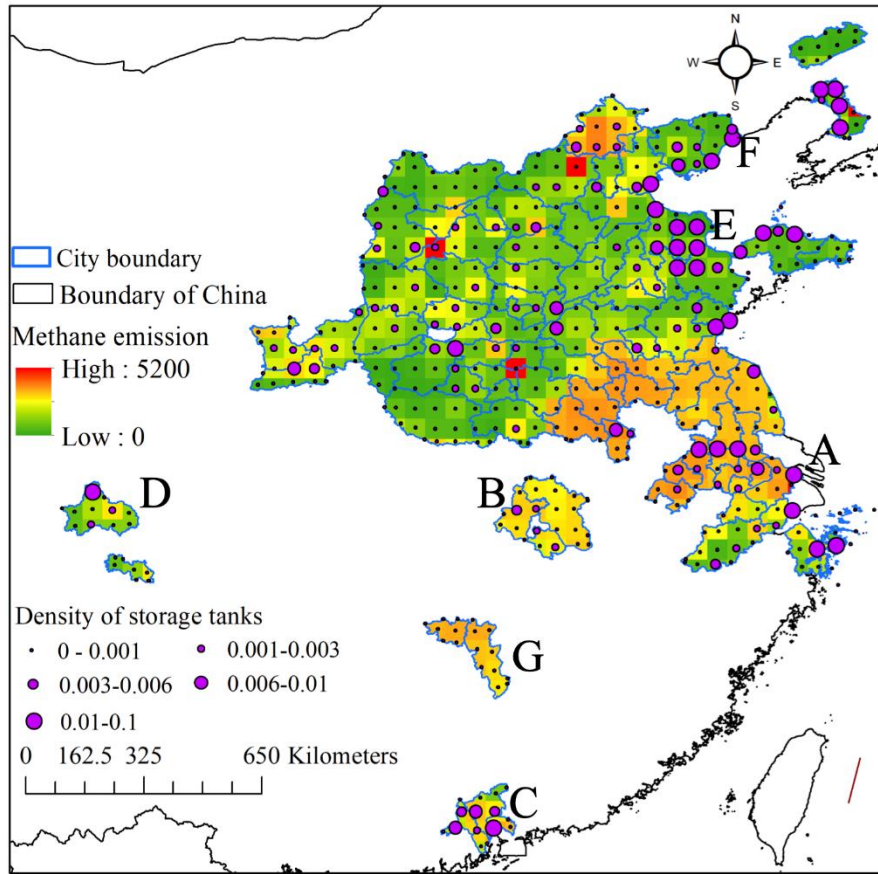 N
W E
S
F
E
City boundary
Boundary of China
Methane emission
High : 5200
Low : 0
A
D
B
Density of storage tanks
0 - 0.001 0.001-0.003
0.003-0.006 0.006-0.01
0.01-0.1
G
0 162.5 325 650 Kilometers
C